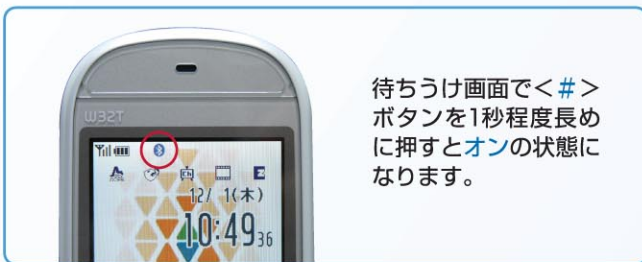 W32T
12/ 1(木)
10:49 36
待ちうけ画面で<#>
ボタンを1秒程度長め
に押すとオンの状態に
なります。